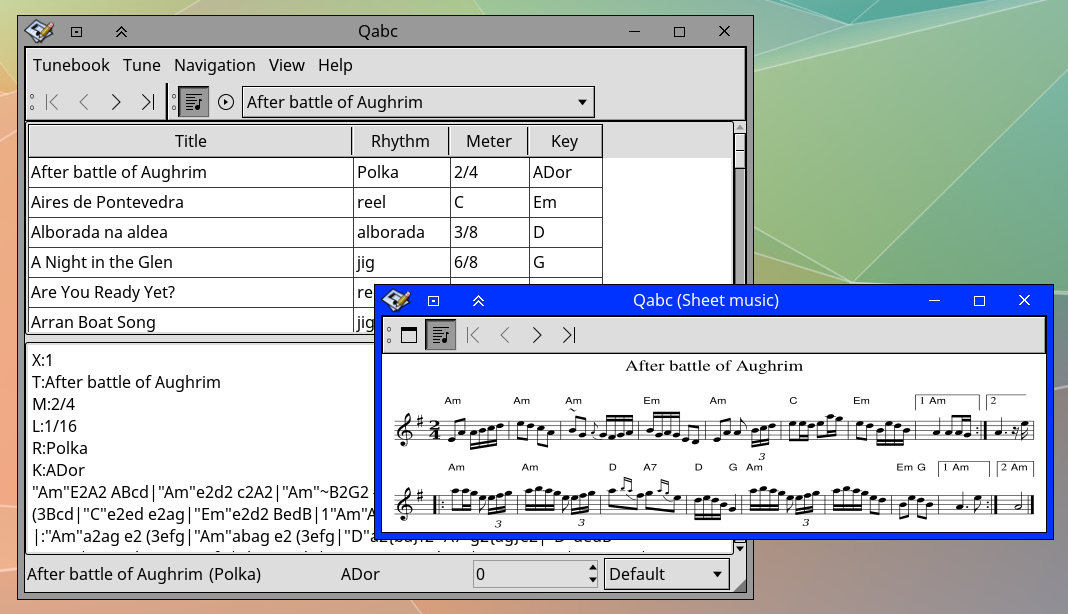 Qabc
Tunebook Tune Navigation View Help
After battle of Aughrim
Title Rhythm Meter Key
After battle of Aughrim Polka 2/4 ADor
Aires de Pontevedra reel C Em
Alborada na aldea alborada 3/8 D
A Night in the Glen jig 6/8 G
Are You Ready Yet? re
Arran Boat Song jig
X:1
T:After battle of Aughrim
M:2/4
L:1/16
R:Polka
K:ADor
"Am"E2A2 ABcd|"Am"e2d2 c2A2|"Am"~B2G2
(3Bcd|"C"e2ed e2ag|"Em"e2d2 BedB|1"Am"A
|:"Am"a2ag e2 (3efg|"Am"abag e2 (3efg|"D"
After battle of Aughrim (Polka) ADor 0 Default
Qabc (Sheet music)
After battle of Aughrim
Am Am Am Em Am C Em 1 Am 2
2
4
3
Am Am D A7 D G Am Em G 1 Am 2 Am
3 3 3